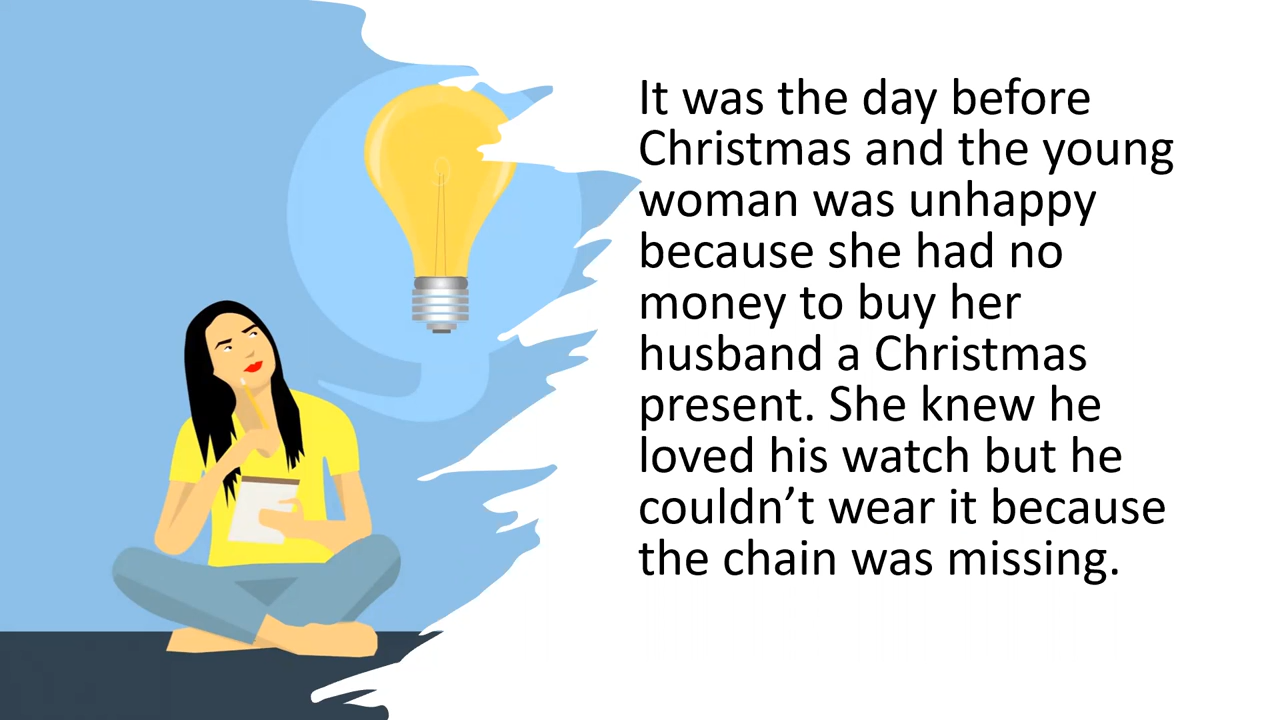 It was the day before
Christmas and the young
woman was unhappy
because she had no
money to buy her
husband a Christmas
present. She knew he
loved his watch but he
couldn’t wear it because
the chain was missing.